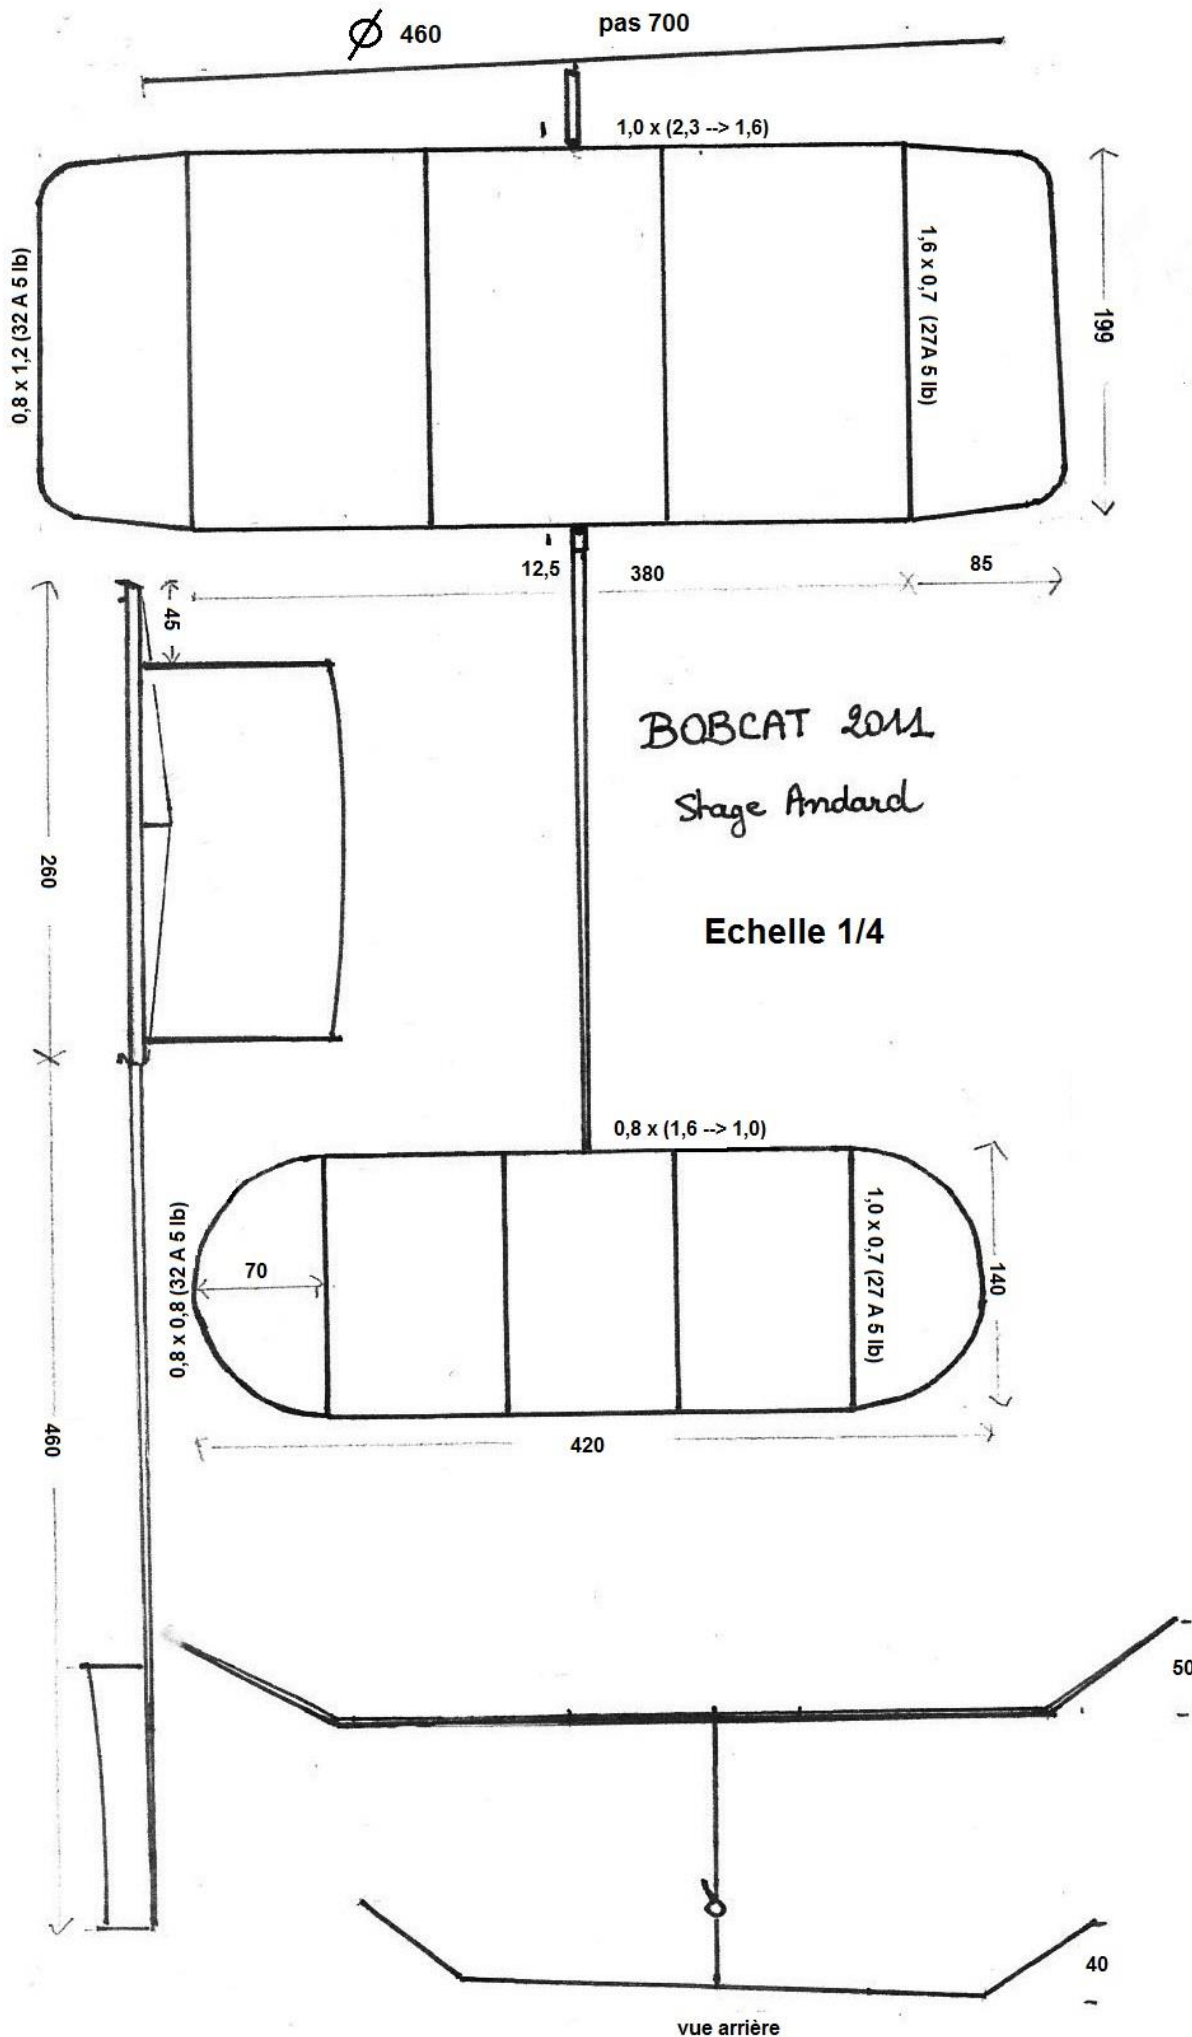 Ø 460
pas 700
1,0 x (2,3 --> 1,6)
0,8 x 1,2 (32 A 5 lb)
1,6 x 0,7 (27A 5 lb)
199
12,5
380
85
45
260
BOBCAT 2011
Stage Andard
Echelle 1/4
0,8 x (1,6 --> 1,0)
0,8 x 0,8 (32 A 5 lb)
70
1,0 x 0,7 (27 A 5 lb)
140
420
460
50
40
vue arrière